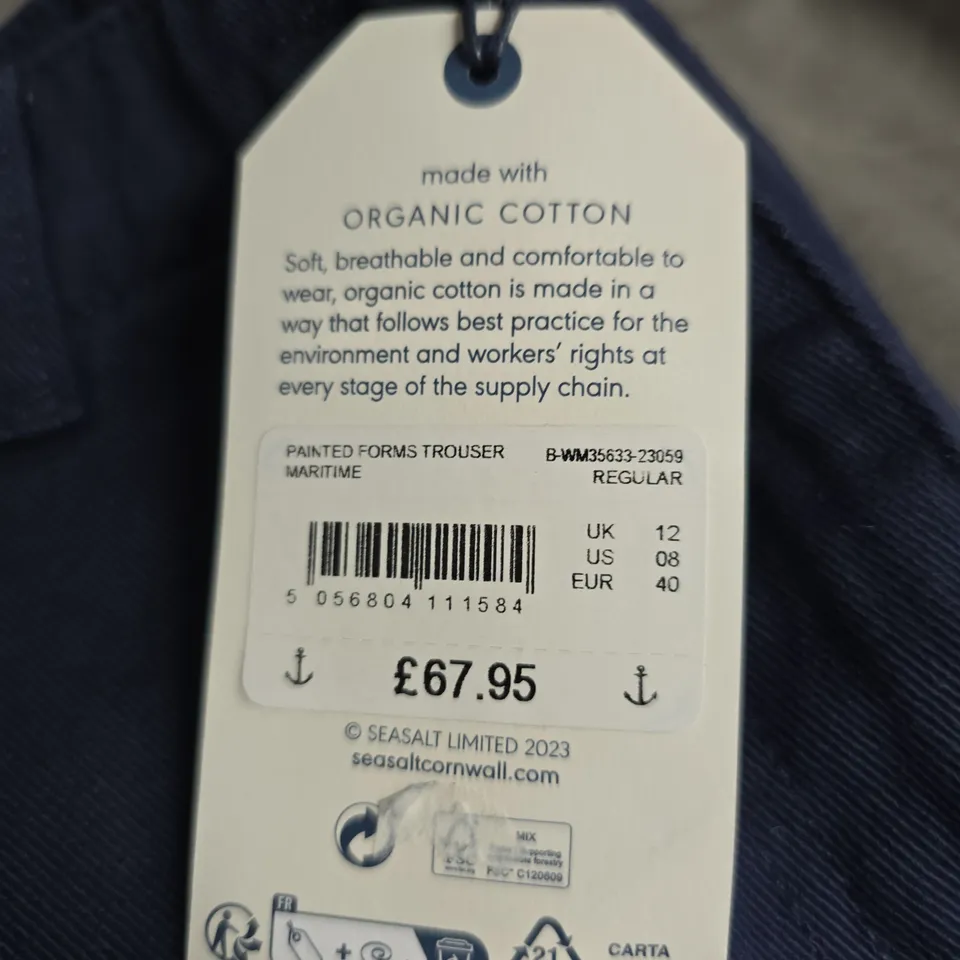 made with
ORGANIC COTTON
Soft, breathable and comfortable to
wear, organic cotton is made in a
way that follows best practice for the
environment and workers' rights at
every stage of the supply chain.
PAINTED FORMS TROUSER B-WM35633-23059
MARITIME REGULAR
UK 12
US 08
EUR 40
5 056804 111584
£67.95
© SEASALT LIMITED 2023
seasaltcornwall.com
MIX
FSC
FSC™ C120609
FR
+
21
CARTA